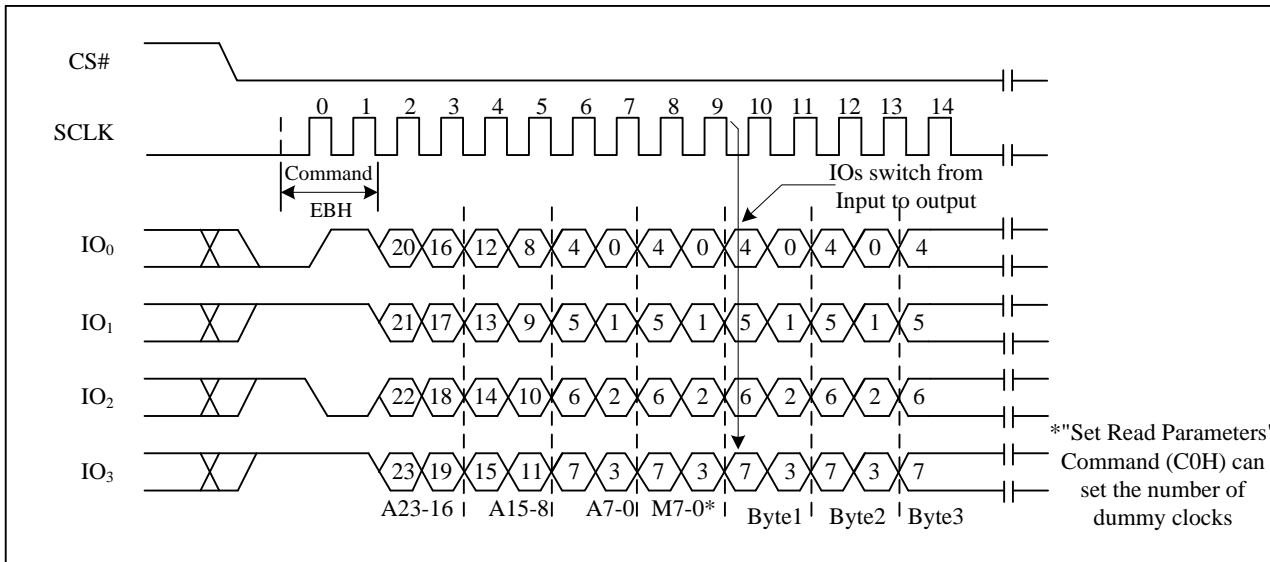 CS#
SCLK
0 1 2 3 4 5 6 7 8 9 10 11 12 13 14
Command
EBH
IOs switch from
Input to output
IO0 20 16 12 8 4 0 4 0 4 0 4 0 4
IO1 21 17 13 9 5 1 5 1 5 1 5 1 5
IO2 22 18 14 10 6 2 6 2 6 2 6 2 6
IO3 23 19 15 11 7 3 7 3 7 3 7 3 7
A23-16 A15-8 A7-0 M7-0* Byte1 Byte2 Byte3
*"Set Read Parameters"
Command (C0H) can
set the number of
dummy clocks